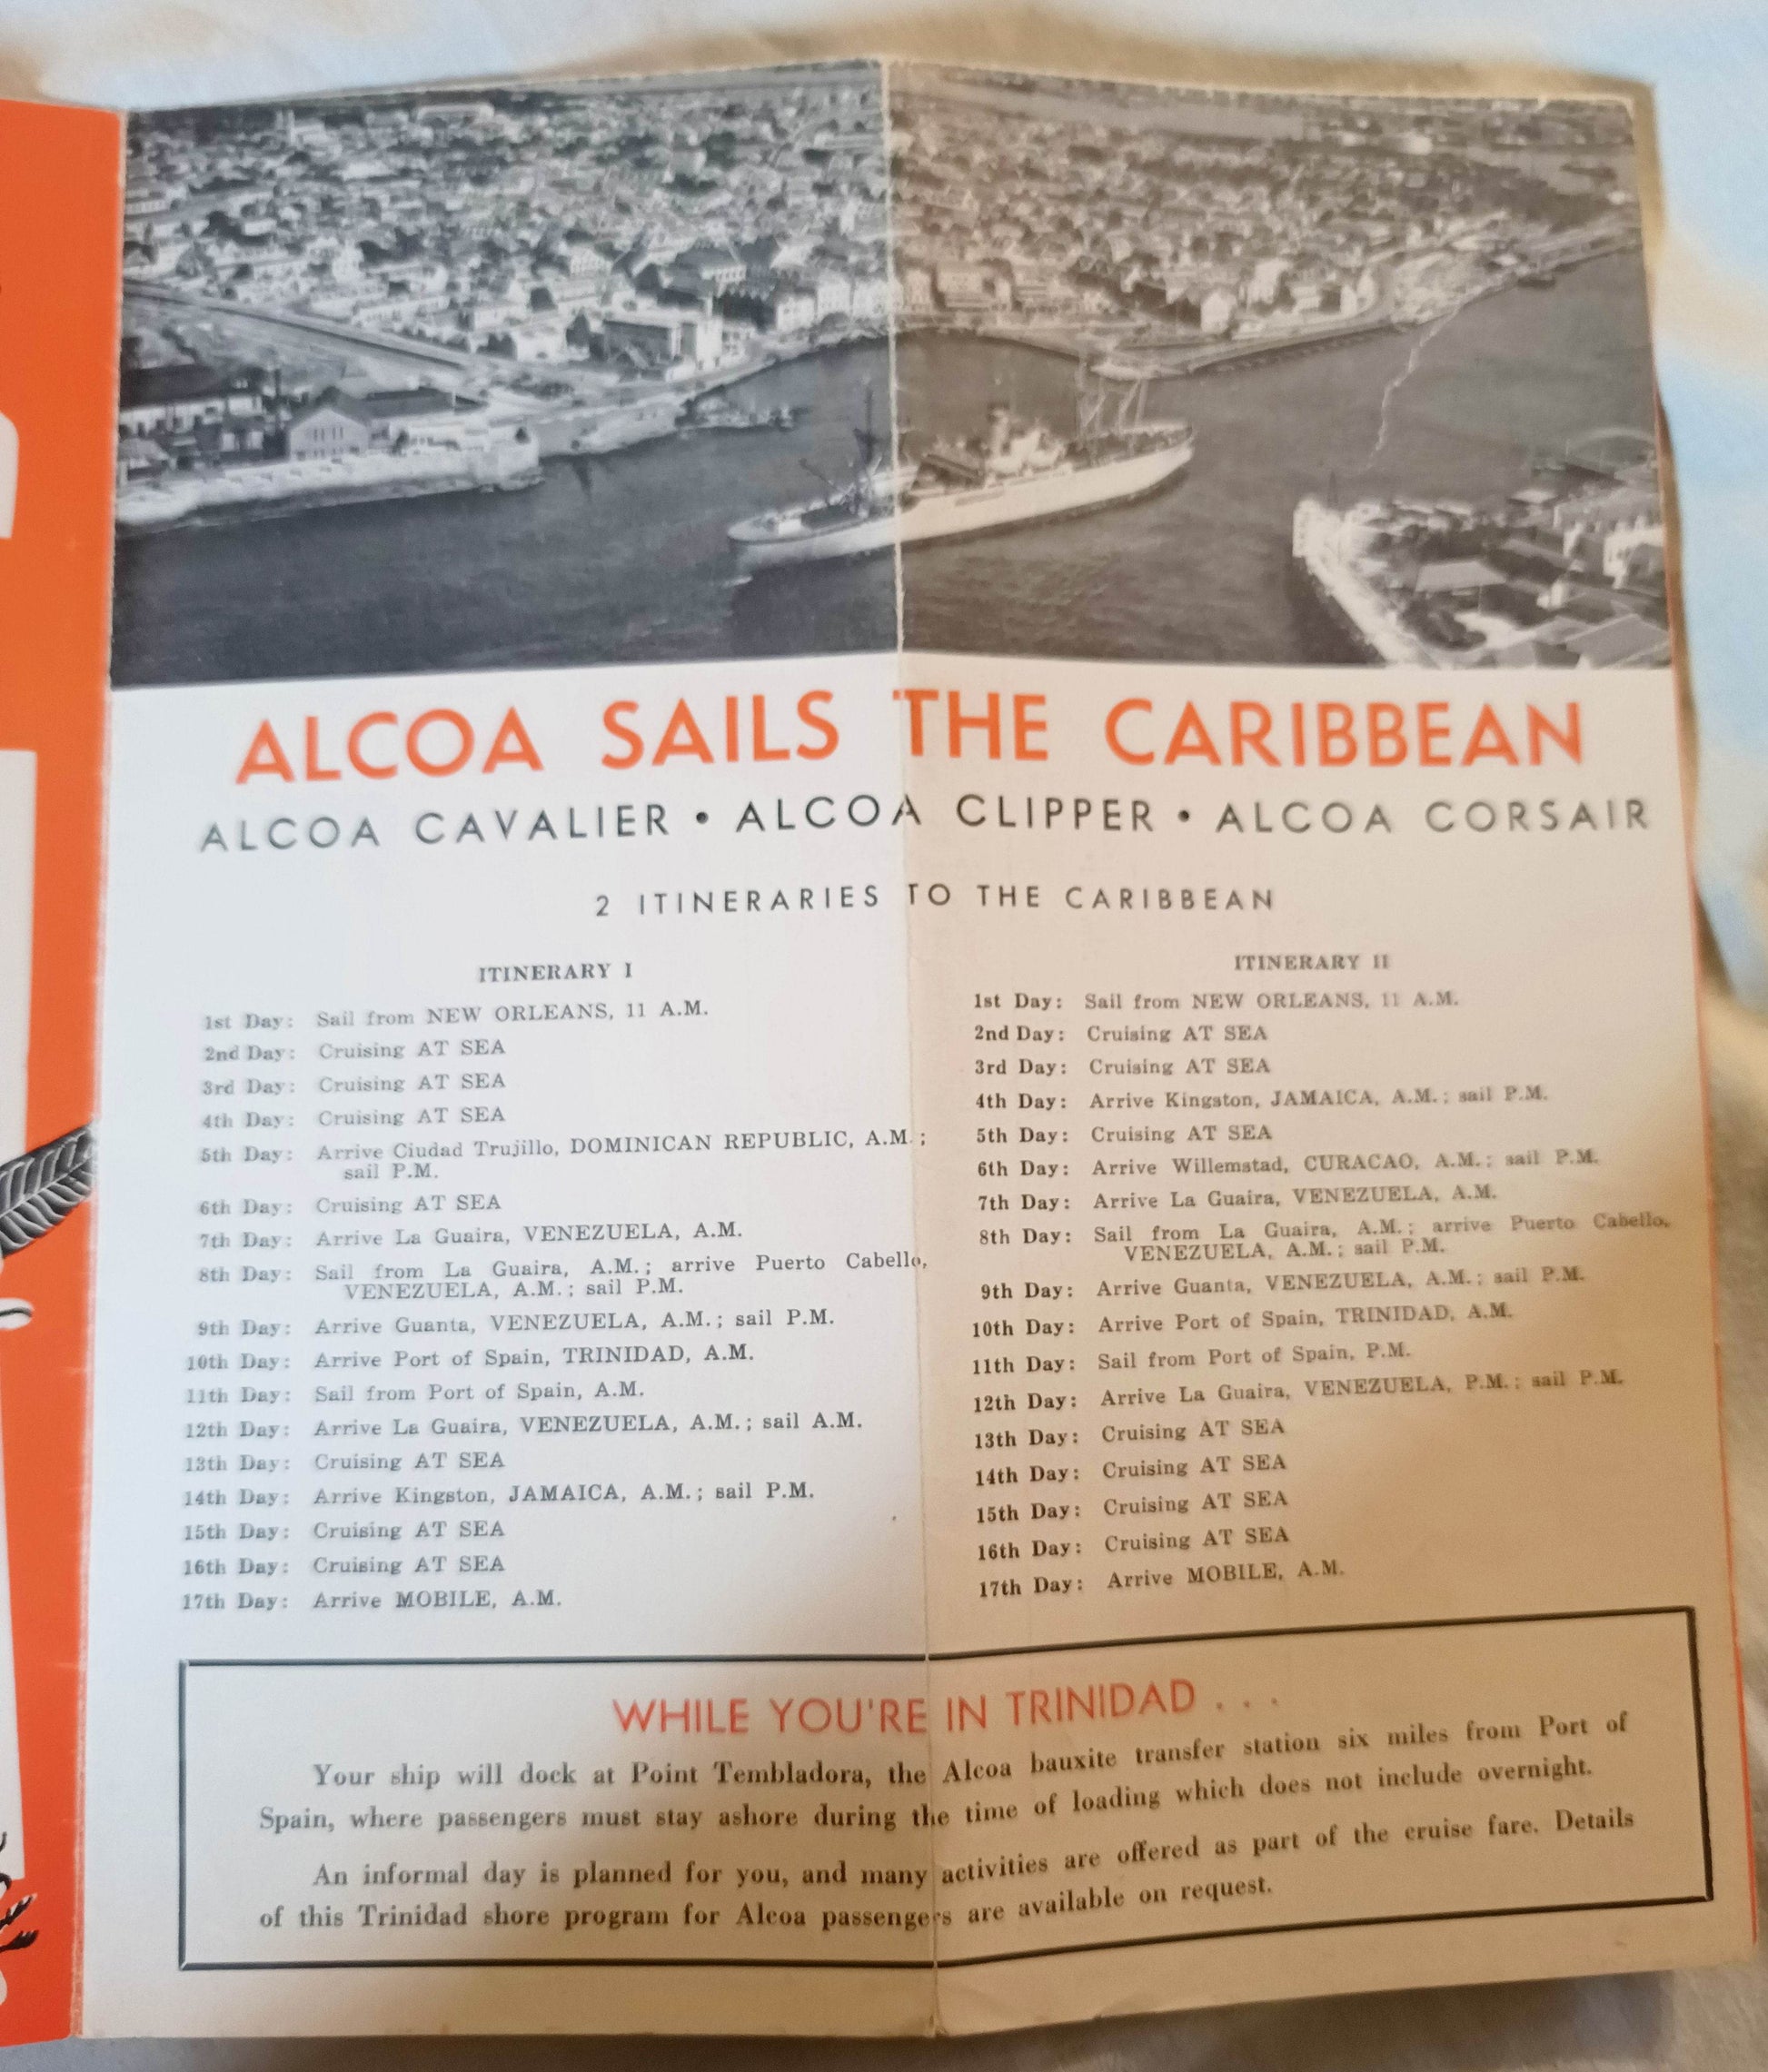 ALCOA SAILS THE CARIBBEAN
ALCOA CAVALIER • ALCOA CLIPPER • ALCOA CORSAIR
2 ITINERARIES TO THE CARIBBEAN
ITINERARY I
1st Day: Sail from NEW ORLEANS, 11 A.M.
2nd Day: Cruising AT SEA
3rd Day: Cruising AT SEA
4th Day: Cruising AT SEA
5th Day: Arrive Ciudad Trujillo, DOMINICAN REPUBLIC, A.M.;
sail P.M.
6th Day: Cruising AT SEA
7th Day: Arrive La Guaira, VENEZUELA, A.M.
8th Day: Sail from La Guaira, A.M.; arrive Puerto Cabello,
VENEZUELA, A.M.; sail P.M.
9th Day: Arrive Guanta, VENEZUELA, A.M.; sail P.M.
10th Day: Arrive Port of Spain, TRINIDAD, A.M.
11th Day: Sail from Port of Spain, A.M.
12th Day: Arrive La Guaira, VENEZUELA, A.M.; sail A.M.
13th Day: Cruising AT SEA
14th Day: Arrive Kingston, JAMAICA, A.M.; sail P.M.
15th Day: Cruising AT SEA
16th Day: Cruising AT SEA
17th Day: Arrive MOBILE, A.M.
ITINERARY II
1st Day: Sail from NEW ORLEANS, 11 A.M.
2nd Day: Cruising AT SEA
3rd Day: Cruising AT SEA
4th Day: Arrive Kingston, JAMAICA, A.M.; sail P.M.
5th Day: Cruising AT SEA
6th Day: Arrive Willemstad, CURACAO, A.M.; sail P.M.
7th Day: Arrive La Guaira, VENEZUELA, A.M.
8th Day: Sail from La Guaira, A.M.; arrive Puerto Cabello,
VENEZUELA, A.M.; sail P.M.
9th Day: Arrive Guanta, VENEZUELA, A.M.; sail P.M.
10th Day: Arrive Port of Spain, TRINIDAD, A.M.
11th Day: Sail from Port of Spain, P.M.
12th Day: Arrive La Guaira, VENEZUELA, P.M.; sail P.M.
13th Day: Cruising AT SEA
14th Day: Cruising AT SEA
15th Day: Cruising AT SEA
16th Day: Cruising AT SEA
17th Day: Arrive MOBILE, A.M.
WHILE YOU'RE IN TRINIDAD . . .
Your ship will dock at Point Tembladora, the Alcoa bauxite transfer station six miles from Port of
Spain, where passengers must stay ashore during the time of loading which does not include overnight.
An informal day is planned for you, and many activities are offered as part of the cruise fare. Details
of this Trinidad shore program for Alcoa passengers are available on request.